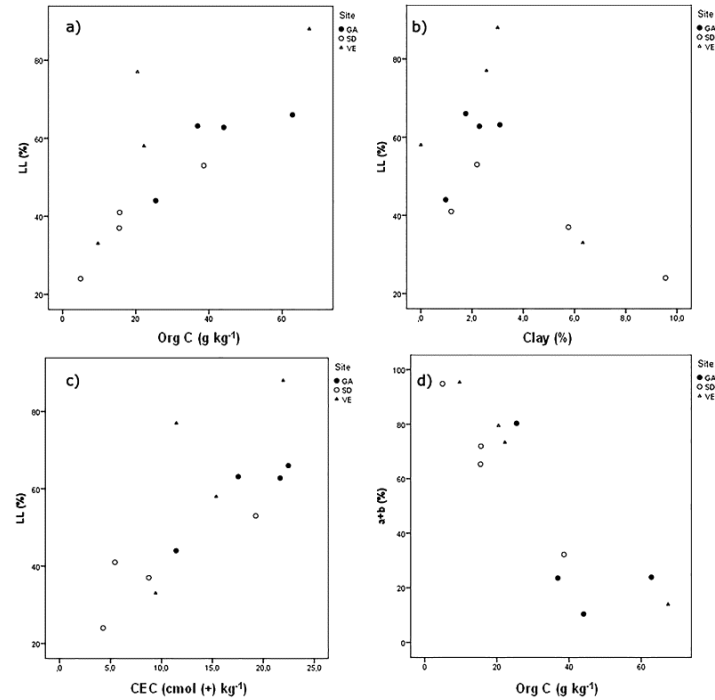 a)
Site
GA
SD
VE
LL (%)
80
60
40
20
0 20 40 60
Org C (g kg⁻¹)
b)
Site
GA
SD
VE
LL (%)
80
60
40
20
,0 2,0 4,0 6,0 8,0 10,0
Clay (%)
c)
Site
GA
SD
VE
LL (%)
80
60
40
20
,0 5,0 10,0 15,0 20,0 25,0
CEC (cmol (+) kg⁻¹)
d)
Site
GA
SD
VE
a+b (%)
100
80
60
40
20
0
0 20 40 60
Org C (g kg⁻¹)